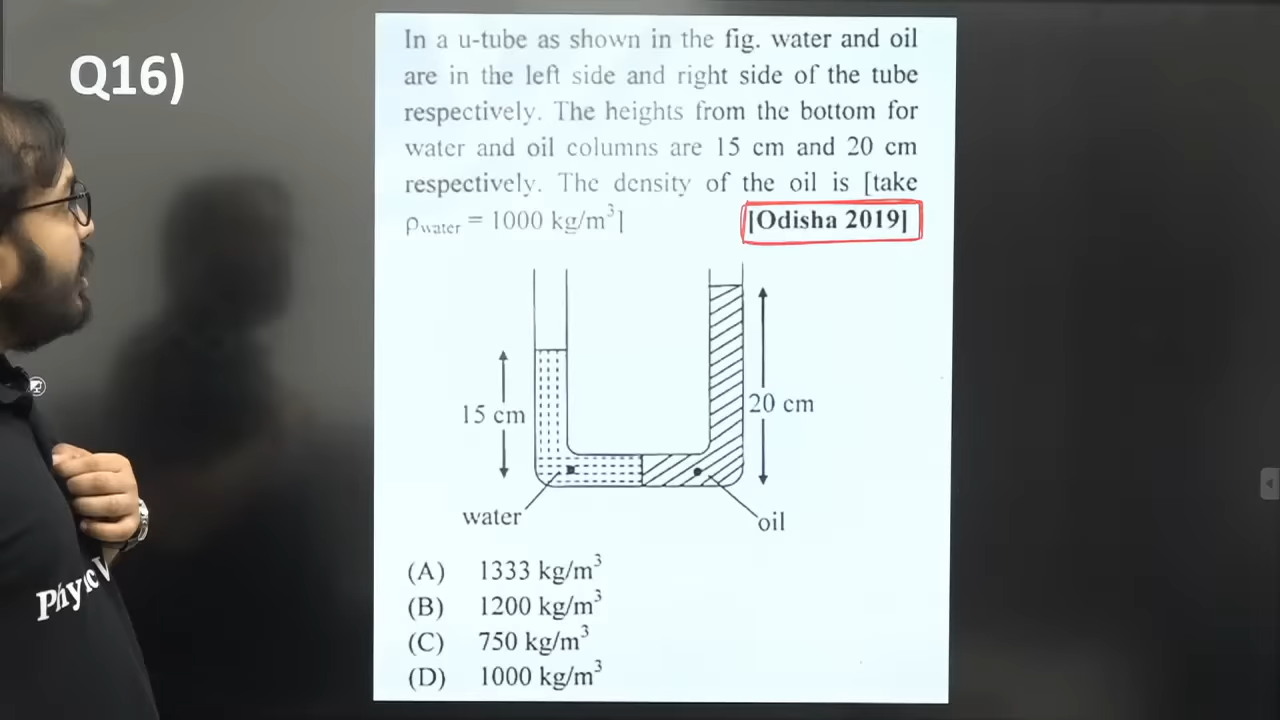 Q16)
In a u-tube as shown in the fig. water and oil
are in the left side and right side of the tube
respectively. The heights from the bottom for
water and oil columns are 15 cm and 20 cm
respectively. The density of the oil is [take
ρwater = 1000 kg/m³]
[Odisha 2019]
15 cm
20 cm
water
oil
(A) 1333 kg/m³
(B) 1200 kg/m³
(C) 750 kg/m³
(D) 1000 kg/m³